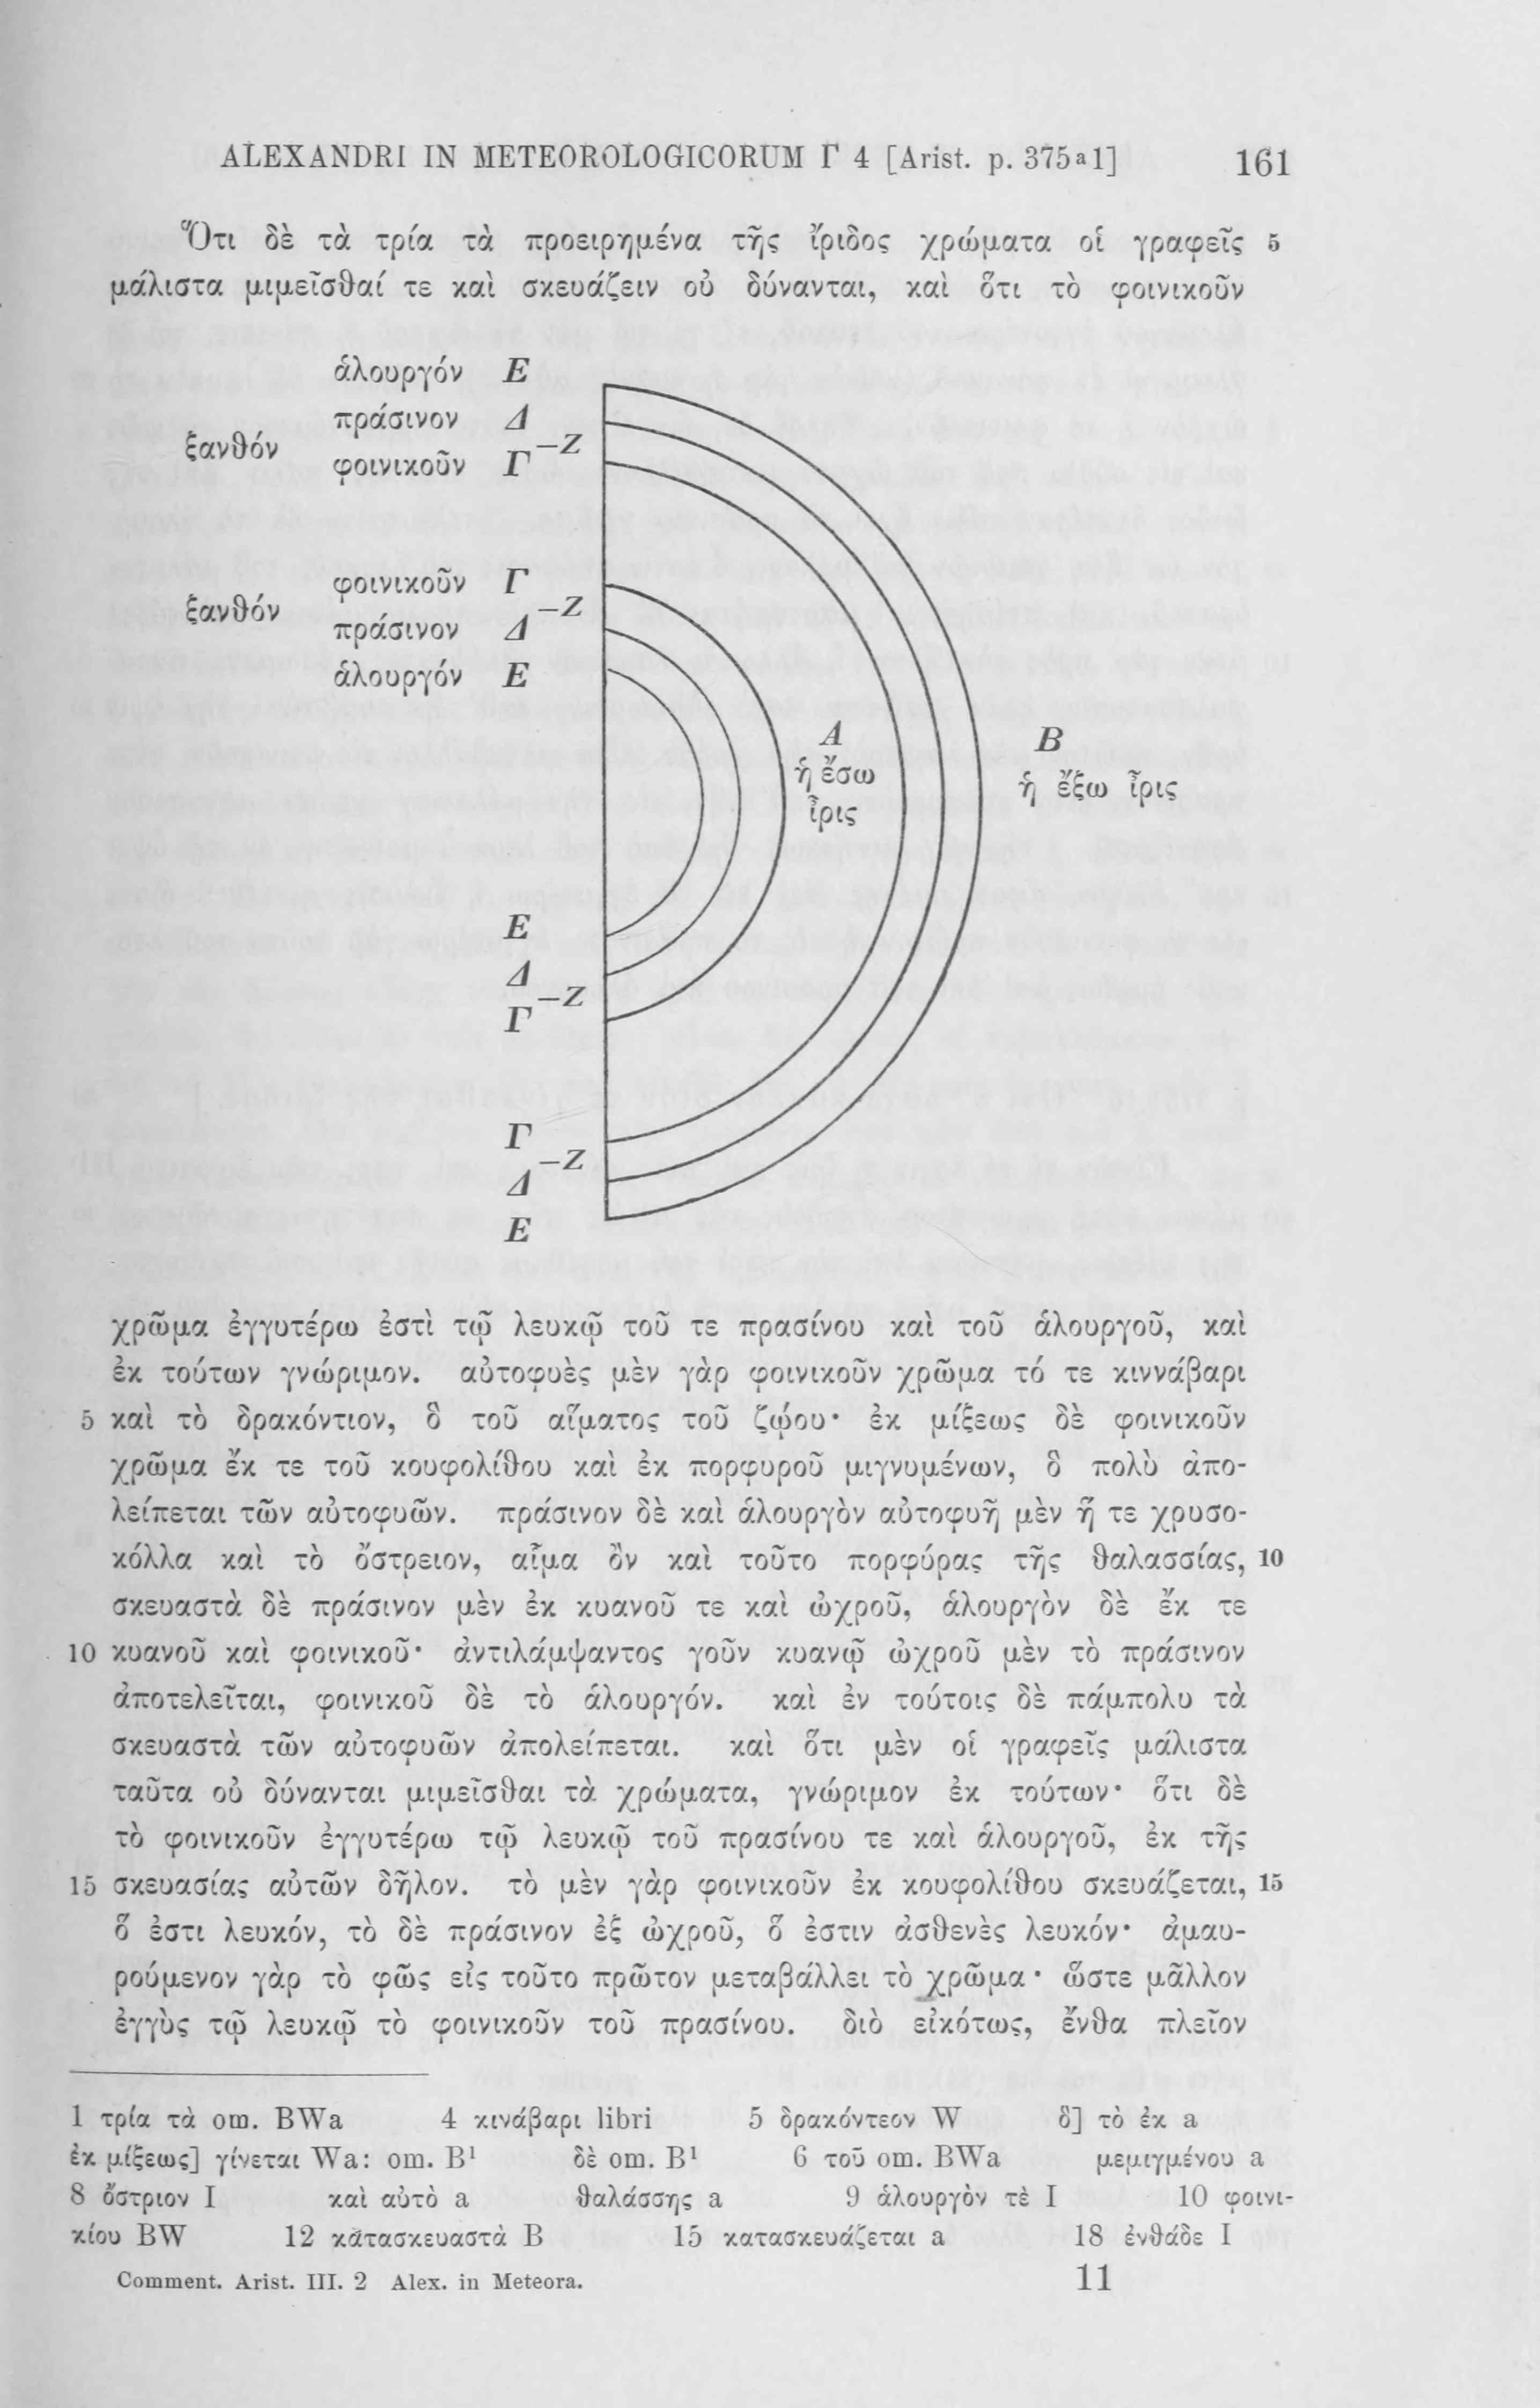 ALEXANDRI IN METEOROLOGICORUM Γ 4 [Arist. p. 375a1] 161
Ὅτι δὲ τὰ τρία τὰ προειρημένα τῆς ἴριδος χρώματα οἱ γραφεῖς 5
μάλιστα μιμεῖσθαί τε καὶ σκευάζειν οὐ δύνανται, καὶ ὅτι τὸ φοινικοῦν
ἁλουργόν Ε
πράσινον Δ
ξανθόν –Ζ
φοινικοῦν Γ
φοινικοῦν Γ
ξανθόν –Ζ
πράσινον Δ
ἁλουργόν Ε
Α
ἡ ἔσω
ἶρις
Β
ἡ ἔξω ἶρις
Ε
Δ
–Ζ
Γ
Γ
–Ζ
Δ
Ε
χρῶμα ἐγγυτέρω ἐστὶ τῷ λευκῷ τοῦ τε πρασίνου καὶ τοῦ ἁλουργοῦ, καὶ
ἐκ τούτων γνώριμον. αὐτοφυὲς μὲν γὰρ φοινικοῦν χρῶμα τό τε κιννάβαρι
5 καὶ τὸ δρακόντιον, ὃ τοῦ αἵματος τοῦ ζῴου· ἐκ μίξεως δὲ φοινικοῦν
χρῶμα ἔκ τε τοῦ κουφολίθου καὶ ἐκ πορφυροῦ μιγνυμένων, ὃ πολὺ ἀπο-
λείπεται τῶν αὐτοφυῶν. πράσινον δὲ καὶ ἁλουργὸν αὐτοφυῆ μὲν ἥ τε χρυσο-
κόλλα καὶ τὸ ὄστρειον, αἷμα ὂν καὶ τοῦτο πορφύρας τῆς θαλασσίας, 10
σκευαστὰ δὲ πράσινον μὲν ἐκ κυανοῦ τε καὶ ὠχροῦ, ἁλουργὸν δὲ ἔκ τε
10 κυανοῦ καὶ φοινικοῦ· ἀντιλάμψαντος γοῦν κυανῷ ὠχροῦ μὲν τὸ πράσινον
ἀποτελεῖται, φοινικοῦ δὲ τὸ ἁλουργόν. καὶ ἐν τούτοις δὲ πάμπολυ τὰ
σκευαστὰ τῶν αὐτοφυῶν ἀπολείπεται. καὶ ὅτι μὲν οἱ γραφεῖς μάλιστα
ταῦτα οὐ δύνανται μιμεῖσθαι τὰ χρώματα, γνώριμον ἐκ τούτων· ὅτι δὲ
τὸ φοινικοῦν ἐγγυτέρω τῷ λευκῷ τοῦ πρασίνου τε καὶ ἁλουργοῦ, ἐκ τῆς
15 σκευασίας αὐτῶν δῆλον. τὸ μὲν γὰρ φοινικοῦν ἐκ κουφολίθου σκευάζεται, 15
ὅ ἐστι λευκόν, τὸ δὲ πράσινον ἐξ ὠχροῦ, ὅ ἐστιν ἀσθενὲς λευκόν· ἀμαυ-
ρούμενον γὰρ τὸ φῶς εἰς τοῦτο πρῶτον μεταβάλλει τὸ χρῶμα· ὥστε μᾶλλον
ἐγγὺς τῷ λευκῷ τὸ φοινικοῦν τοῦ πρασίνου. διὸ εἰκότως, ἔνθα πλεῖον
1 τρία τὰ om. BWa 4 κινάβαρι libri 5 δρακόντεον W ὃ] τὸ ἐκ a
ἐκ μίξεως] γίνεται Wa: om. B¹ δὲ om. B¹ 6 τοῦ om. BWa μεμιγμένου a
8 ὄστριον I καὶ αὐτὸ a θαλάσσης a 9 ἁλουργὸν τὲ I 10 φοινι-
κίου BW 12 κατασκευαστὰ B 15 κατασκευάζεται a 18 ἐνθάδε I
Comment. Arist. III. 2 Alex. in Meteora. 11